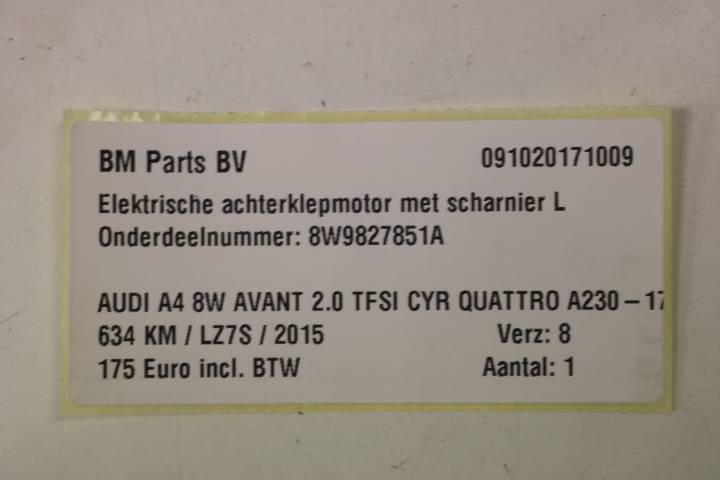 BM Parts BV 091020171009
Elektrische achterklepmotor met scharnier L
Onderdeelnummer: 8W9827851A
AUDI A4 8W AVANT 2.0 TFSI CYR QUATTRO A230 – 17
634 KM / LZ7S / 2015 Verz: 8
175 Euro incl. BTW Aantal: 1